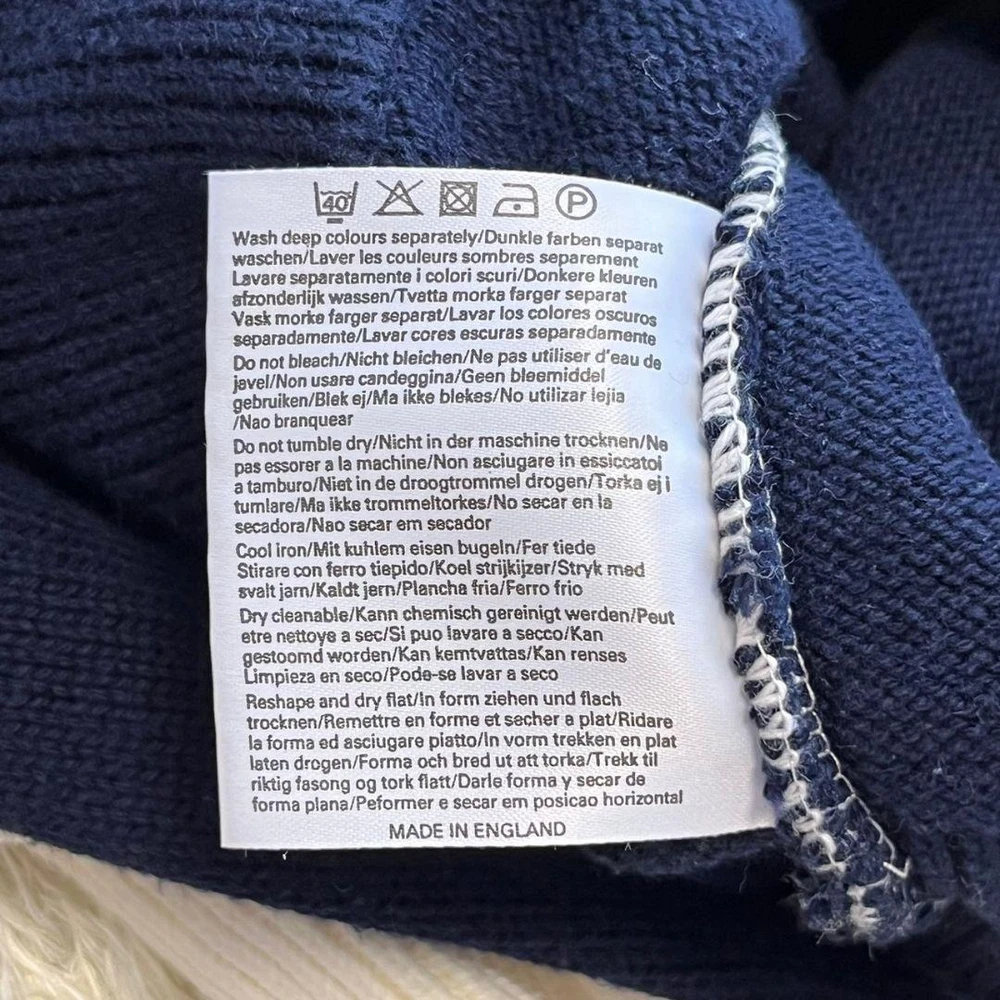 40 P
Wash deep colours separately/Dunkle farben separat
waschen/Laver les couleurs sombres separement
Lavare separatamente i colori scuri/Donkere kleuren
afzonderlijk wassen/Tvatta morka farger separat
Vask morke farger separat/Lavar los colores oscuros
separadamente/Lavar cores escuras separadamente
Do not bleach/Nicht bleichen/Ne pas utiliser d'eau de
javel/Non usare candeggina/Geen bleemiddel
gebruiken/Blek ej/Ma ikke blekes/No utilizar lejia
/Nao branquear
Do not tumble dry/Nicht in der maschine trocknen/Ne
pas essorer a la machine/Non asciugare in essiccatoi
a tamburo/Niet in de droogtrommel drogen/Torka ej i
tumlare/Ma ikke trommeltorkes/No secar en la
secadora/Nao secar em secador
Cool iron/Mit kuhlem eisen bugeln/Fer tiede
Stirare con ferro tiepido/Koel strijkijzer/Stryk med
svalt jarn/Kaldt jern/Plancha fria/Ferro frio
Dry cleanable/Kann chemisch gereinigt werden/Peut
etre nettoye a sec/Si puo lavare a secco/Kan
gestoomd worden/Kan kemtvattas/Kan renses
Limpieza en seco/Pode-se lavar a seco
Reshape and dry flat/In form ziehen und flach
trocknen/Remettre en forme et secher a plat/Ridare
la forma ed asciugare piatto/In vorm trekken en plat
laten drogen/Forma och bred ut att torka/Trekk til
riktig fasong og tork flatt/Darle forma y secar de
forma plana/Peformer e secar em posicao horizontal
MADE IN ENGLAND